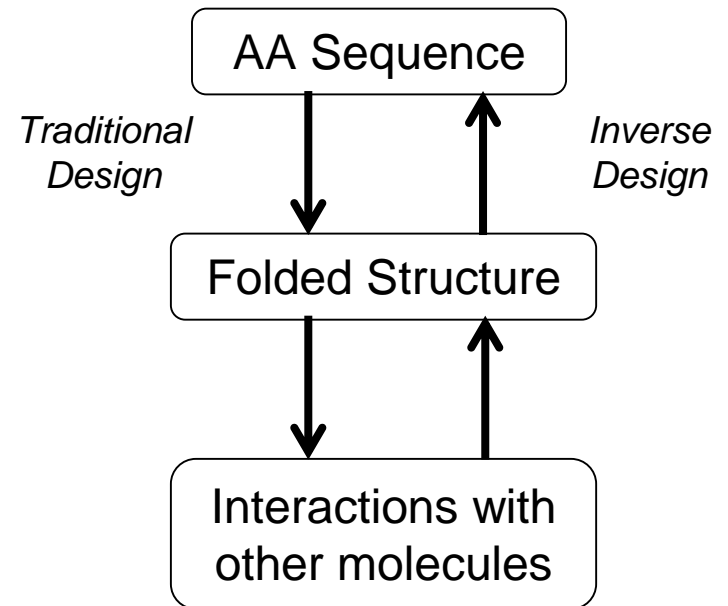 AA Sequence
Traditional
Design
Inverse
Design
Folded Structure
Interactions with
other molecules